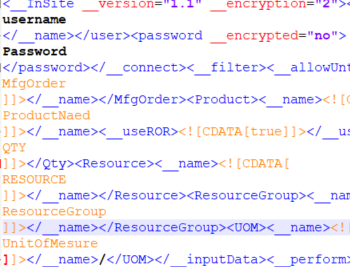 <__InSite __version="1.1" __encryption="2"><
username
</__name></user><password __encrypted="no">
Password
</password></__connect><__filter><__allowUnt
MfgOrder
]]></__name></MfgOrder><Product><__name><![C
ProductNaed
]]></__name><__useROR><![CDATA[true]]></__us
QTY
]]></Qty><Resource><__name><![CDATA[
RESOURCE
]]></__name></Resource><ResourceGroup><__nam
ResourceGroup
]]></__name></ResourceGroup><UOM><__name><![
UnitOfMesure
]]></__name>/</UOM></__inputData><__perform>